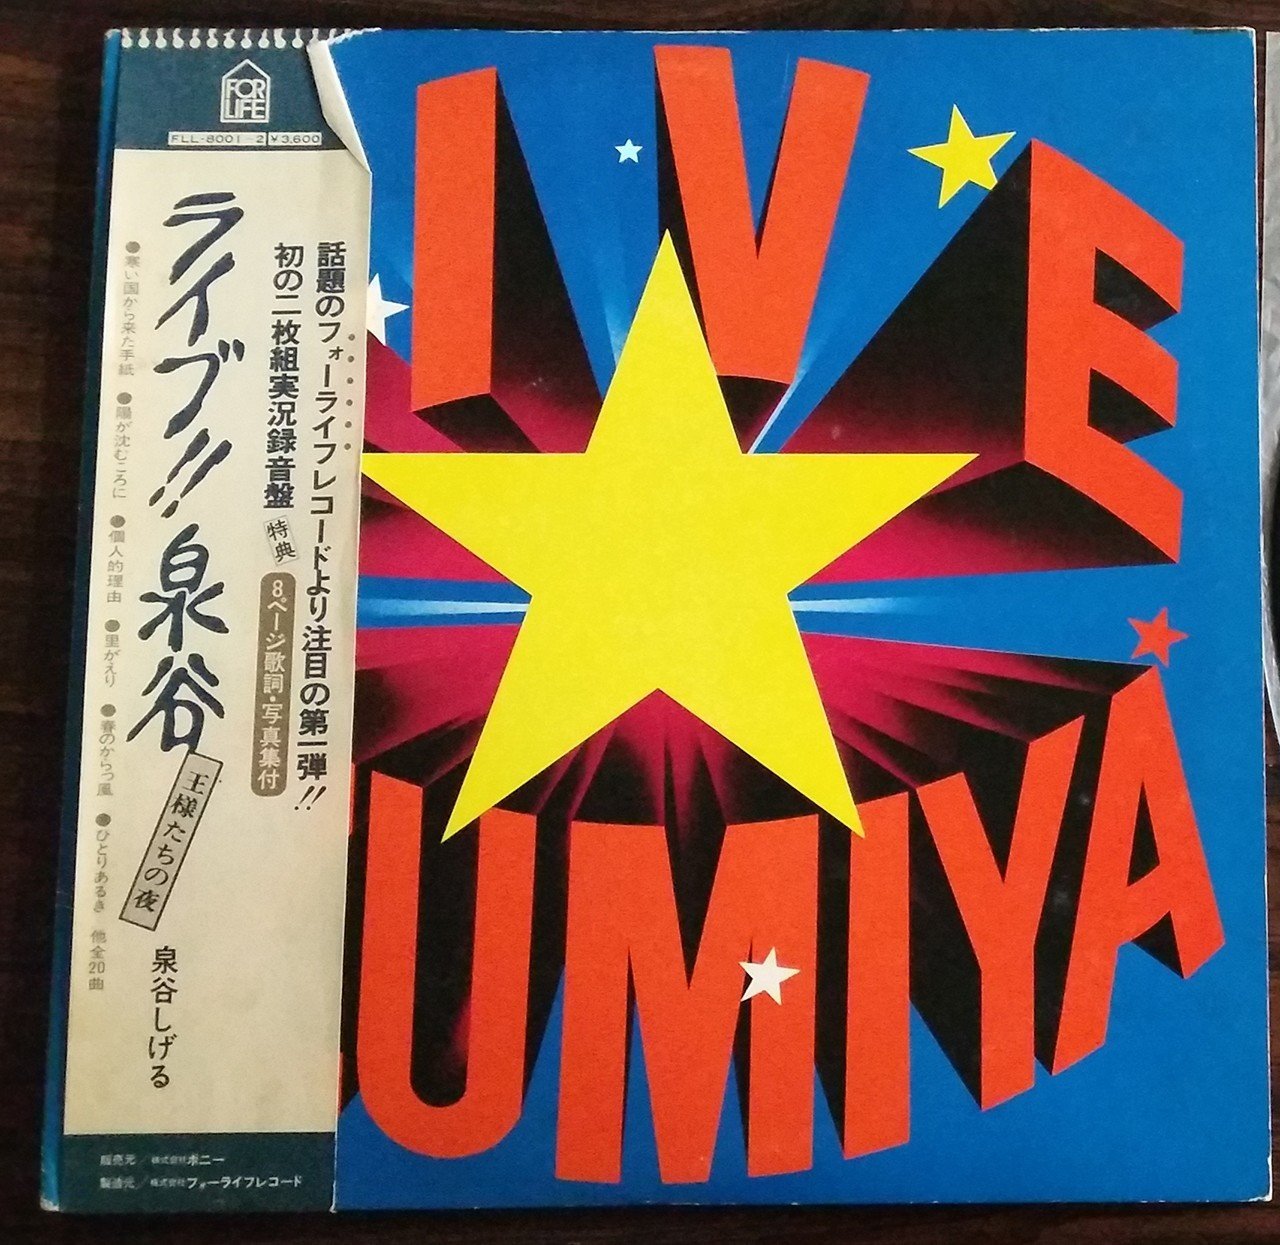 FOR
LIFE
FLL-8001~2 ¥3,600
話題のフォーライフレコードより注目の第一弾!!
初の二枚組実況録音盤
特典
8ページ歌詞・写真集付
ライブ!!泉谷
王様たちの夜
泉谷しげる
●寒い国から来た手紙 ●陽が沈むころに ●個人的理由 ●里がえり ●春のからっ風 ●ひとりあるき 他全20曲
販売元/株式会社ポニー
製造元/株式会社フォーライフレコード
IVE
UMIYA